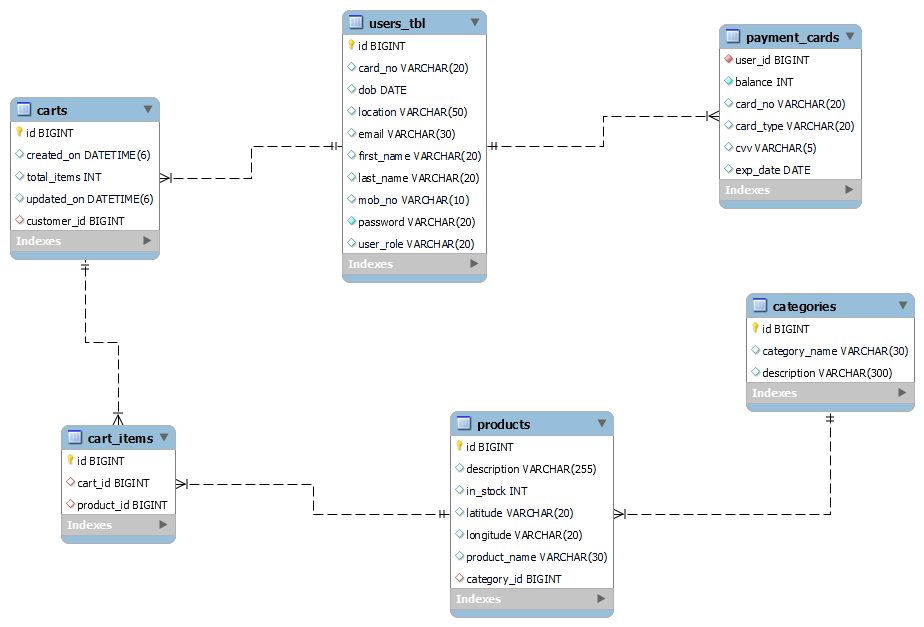 users_tbl
id BIGINT
card_no VARCHAR(20)
dob DATE
location VARCHAR(50)
email VARCHAR(30)
first_name VARCHAR(20)
last_name VARCHAR(20)
mob_no VARCHAR(10)
password VARCHAR(20)
user_role VARCHAR(20)
Indexes
payment_cards
user_id BIGINT
balance INT
card_no VARCHAR(20)
card_type VARCHAR(20)
cvv VARCHAR(5)
exp_date DATE
Indexes
carts
id BIGINT
created_on DATETIME(6)
total_items INT
updated_on DATETIME(6)
customer_id BIGINT
Indexes
categories
id BIGINT
category_name VARCHAR(30)
description VARCHAR(300)
Indexes
cart_items
id BIGINT
cart_id BIGINT
product_id BIGINT
Indexes
products
id BIGINT
description VARCHAR(255)
in_stock INT
latitude VARCHAR(20)
longitude VARCHAR(20)
product_name VARCHAR(30)
category_id BIGINT
Indexes